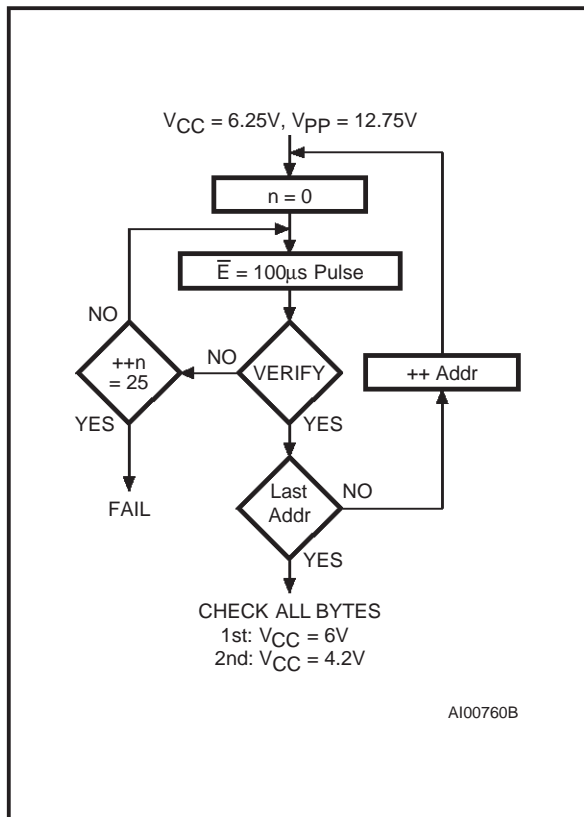 VCC = 6.25V, VPP = 12.75V
n = 0
E = 100μs Pulse
NO
++n
= 25
NO
VERIFY
++ Addr
YES
YES
Last
Addr
NO
FAIL
YES
CHECK ALL BYTES
1st: VCC = 6V
2nd: VCC = 4.2V
AI00760B